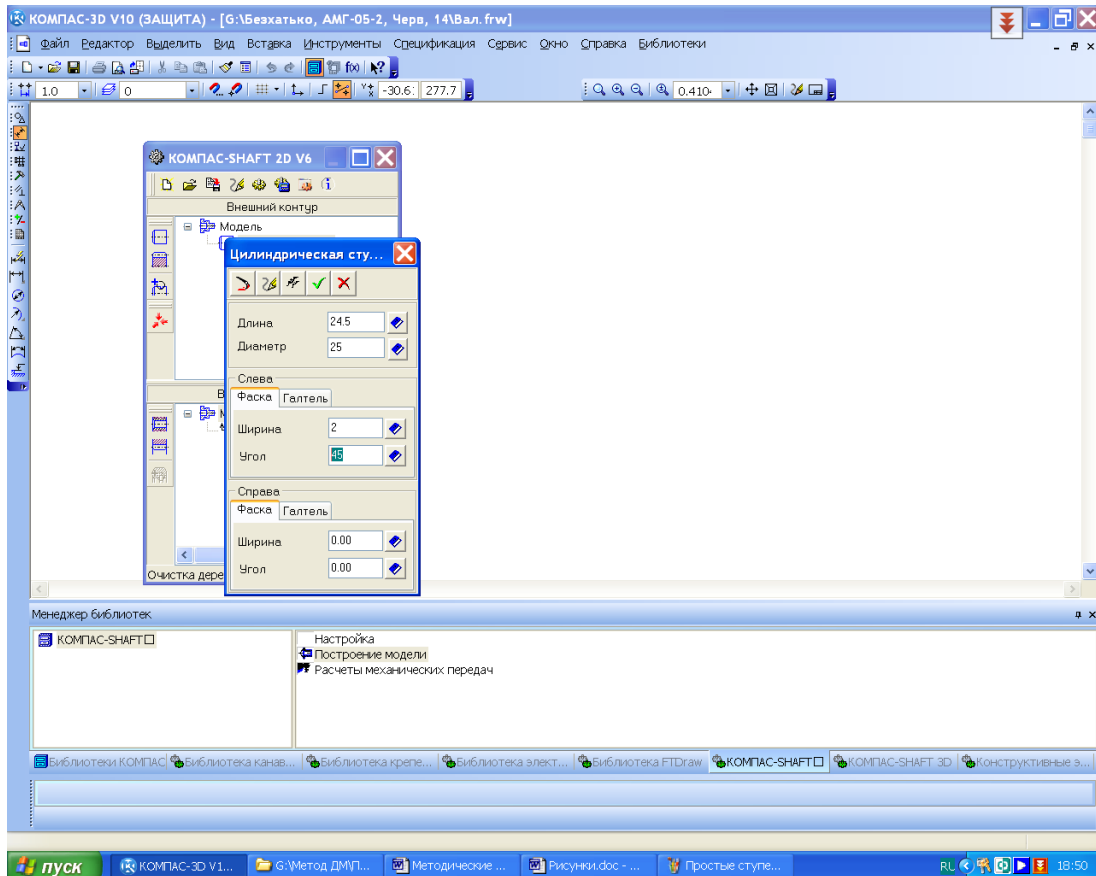 КОМПАС-3D V10 (ЗАЩИТА) - [G:\Безхатько, АМГ-05-2, Черв, 14\Вал.frw]
Файл Редактор Выделить Вид Вставка Инструменты Спецификация Сервис Окно Справка Библиотеки
1.0 0 -30.6 277.7 0.410
КОМПАС-SHAFT 2D V6
Внешний контур
Модель
Цилиндрическая сту...
Длина 24.5
Диаметр 25
Слева
Фаска Галтель
Ширина 2
Угол 45
Справа
Фаска Галтель
Ширина 0.00
Угол 0.00
Очистка дере
Менеджер библиотек
КОМПАС-SHAFT
Настройка
Построение модели
Расчеты механических передач
Библиотеки КОМПАС Библиотека канав... Библиотека крепе... Библиотека элект... Библиотека FTDraw КОМПАС-SHAFT КОМПАС-SHAFT 3D Конструктивные э...
пуск КОМПАС-3D V1... G:\Метод ДМ\П... Методические ... Рисунки.doc - ... Простые ступе... RL 18:50